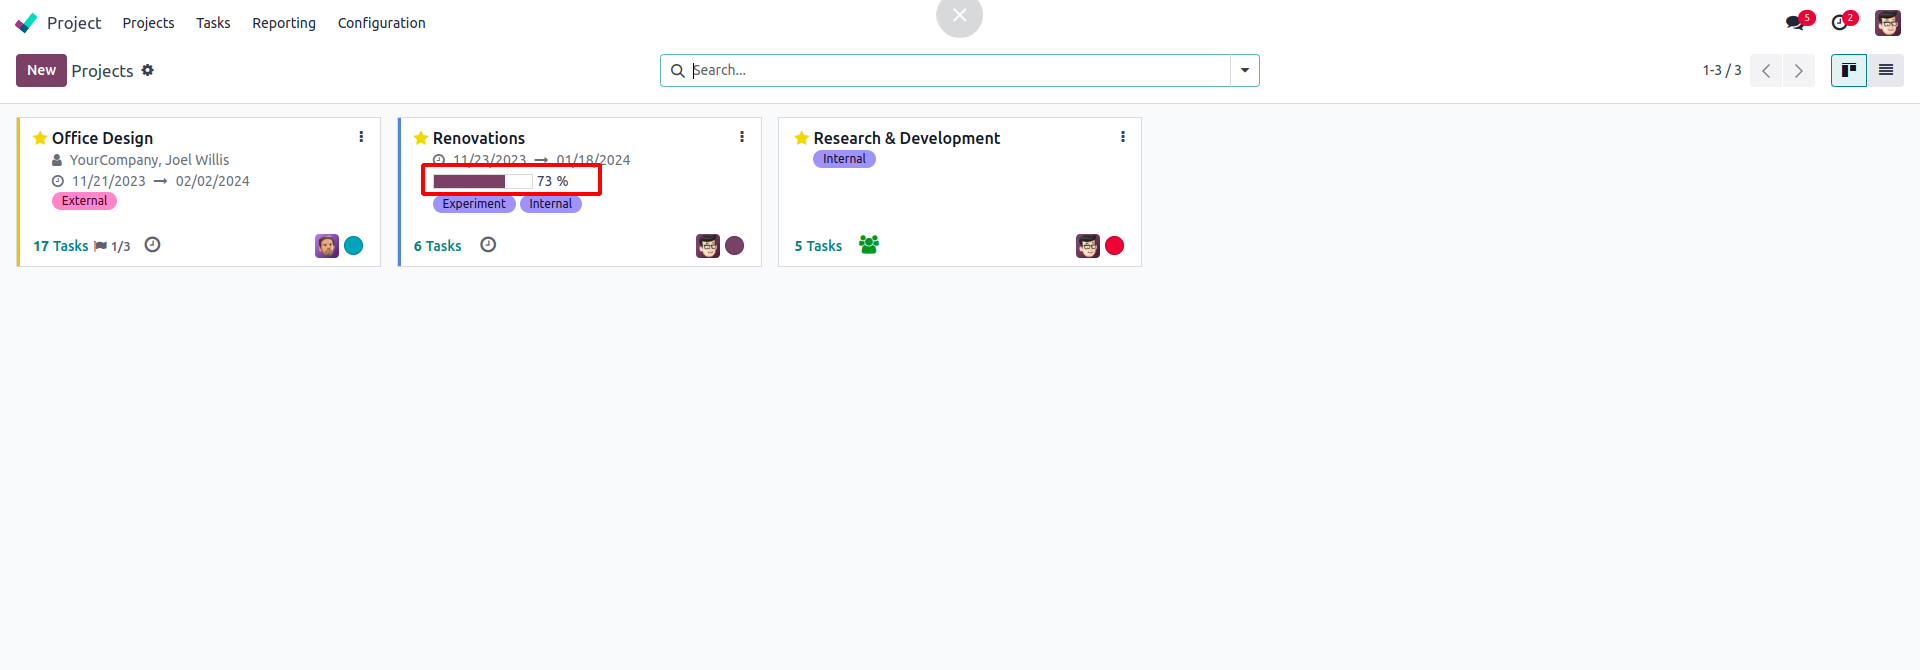 Project Projects Tasks Reporting Configuration 5 2
New Projects Search... 1-3 / 3
Office Design
YourCompany, Joel Willis
11/21/2023 → 02/02/2024
External
17 Tasks 1/3
Renovations
11/23/2023 → 01/18/2024
73 %
Experiment Internal
6 Tasks
Research & Development
Internal
5 Tasks